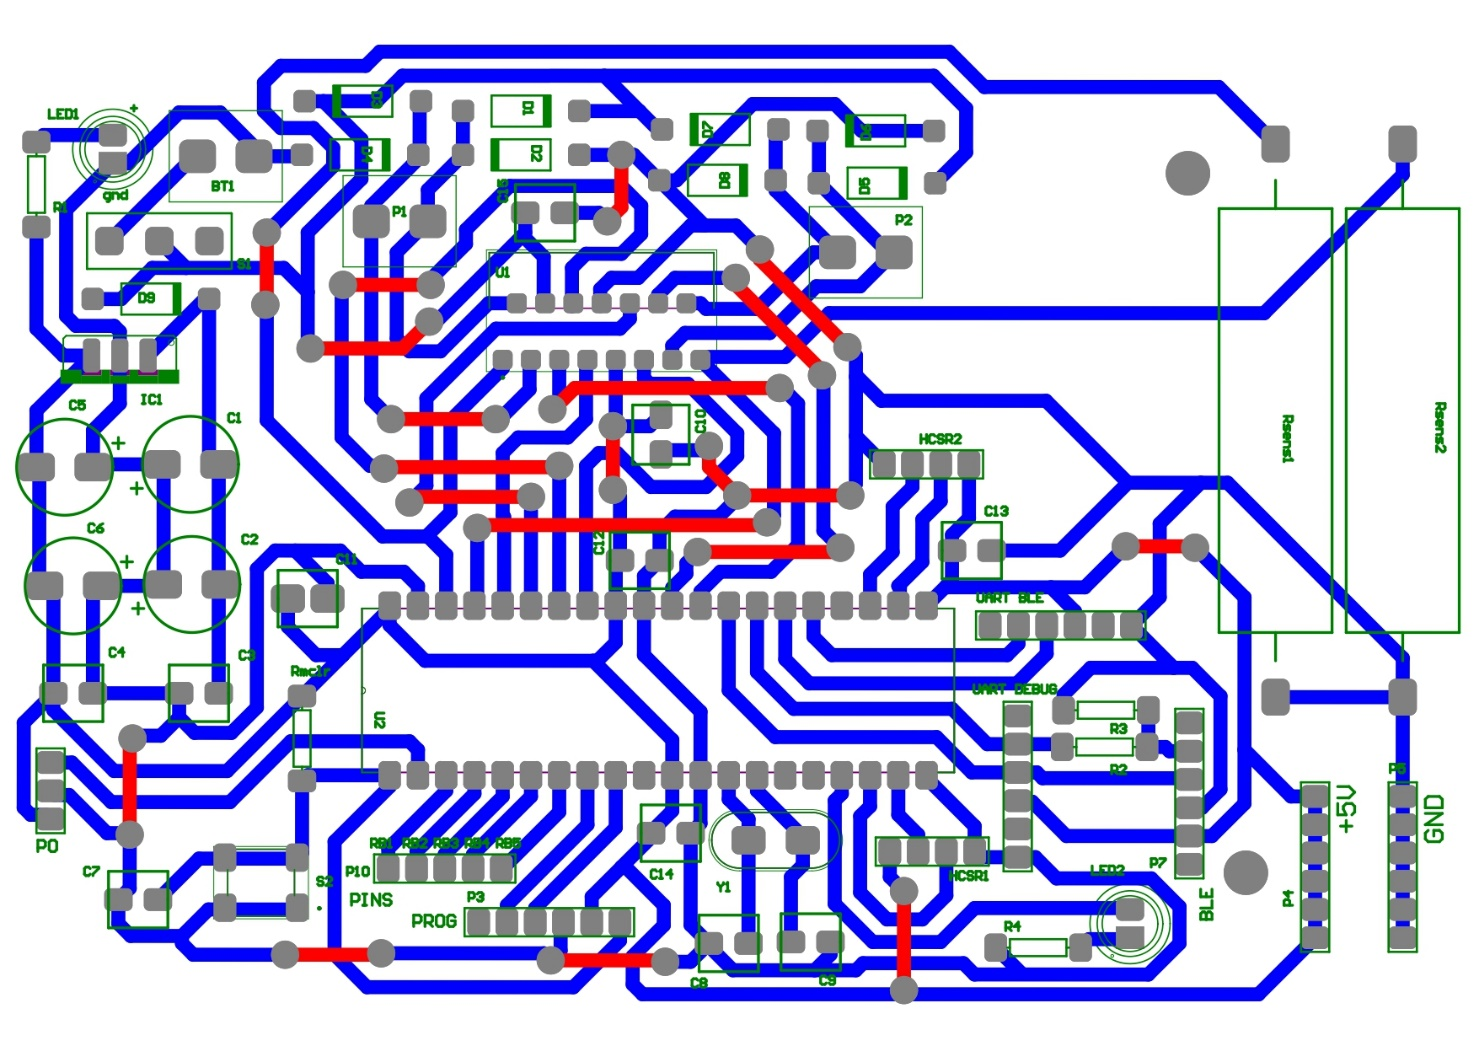 LED1
+
D3
D1
D7
D6
D4
D2
BT1
gnd
R1
P1
D8
D5
P2
S1
U1
D9
IC1
C5
C1
+
+
C10
HCSR2
Rsens1
Rsens2
C6
C2
+
+
C12
C13
C11
UART BLE
C4
C3
Rmclr
UART DEBUG
U2
R3
R2
P5
+5V
GND
P0
RB1 RB2 RB3 RB4 RB5
C7
P10
S2
C14
Y1
HCSR1
LED2
P7
BLE
P4
PINS
P3
PROG
R4
C8
C9